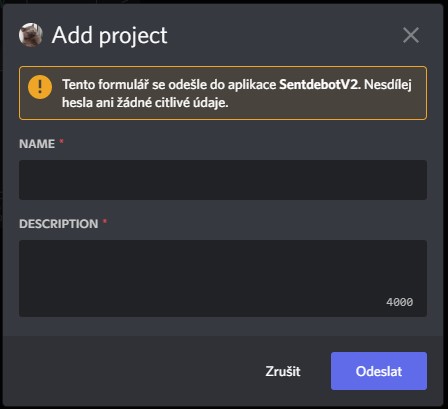 Add project
Tento formulář se odešle do aplikace SentdebotV2. Nesdílej
hesla ani žádné citlivé údaje.
NAME *
DESCRIPTION *
4000
Zrušit
Odeslat